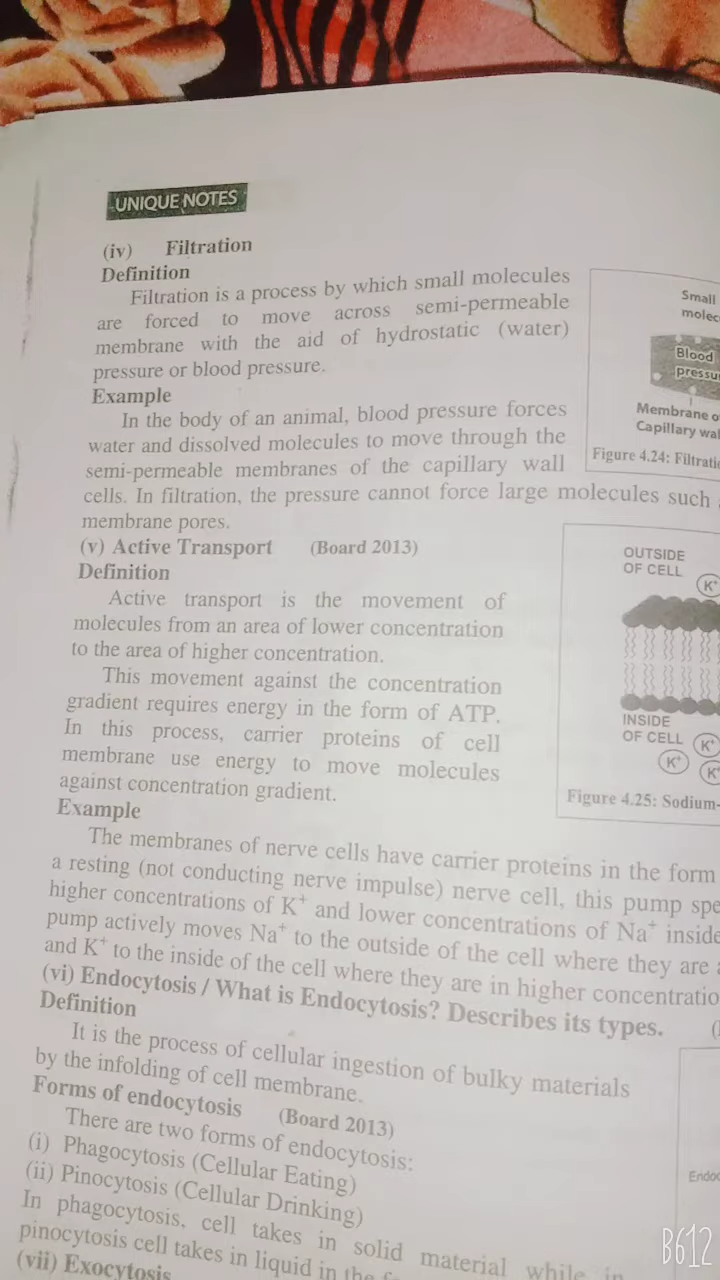 UNIQUE NOTES
(iv) Filtration
Definition
Filtration is a process by which small molecules
are forced to move across semi-permeable
membrane with the aid of hydrostatic (water)
pressure or blood pressure.
Example
In the body of an animal, blood pressure forces
water and dissolved molecules to move through the
semi-permeable membranes of the capillary wall
cells. In filtration, the pressure cannot force large molecules such
membrane pores.
Small
Blood
Membrane
Capillary
Figure 4.24:
(v) Active Transport (Board 2013)
Definition
Active transport is the movement of
molecules from an area of lower concentration
to the area of higher concentration.
This movement against the concentration
gradient requires energy in the form of ATP.
In this process, carrier proteins of cell
membrane use energy to move molecules
against concentration gradient.
OUTSIDE
OF CELL
K⁺
INSIDE
OF CELL K⁺
K⁺ K⁺
Figure 4.25: Sodium-
Example
The membranes of nerve cells have carrier proteins in the form
a resting (not conducting nerve impulse) nerve cell, this pump
higher concentrations of K⁺ and lower concentrations of Na⁺ inside
pump actively moves Na⁺ to the outside of the cell where they are
and K⁺ to the inside of the cell where they are in higher
(vi) Endocytosis / What is Endocytosis? Describes its types.
Definition
It is the process of cellular ingestion of bulky materials
by the infolding of cell membrane.
Forms of endocytosis (Board 2013)
There are two forms of endocytosis:
(i) Phagocytosis (Cellular Eating)
(ii) Pinocytosis (Cellular Drinking)
In phagocytosis, cell takes in solid material while in
pinocytosis cell takes in liquid in the
(vii) Exocytosis
B612